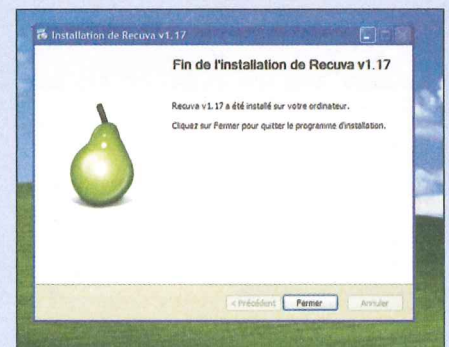 Installation de Recuva v1.17
Fin de l'installation de Recuva v1.17
Recuva v1.17 a été installé sur votre ordinateur.
Cliquez sur Fermer pour quitter le programme d'installation.
< Précédent Fermer Annuler